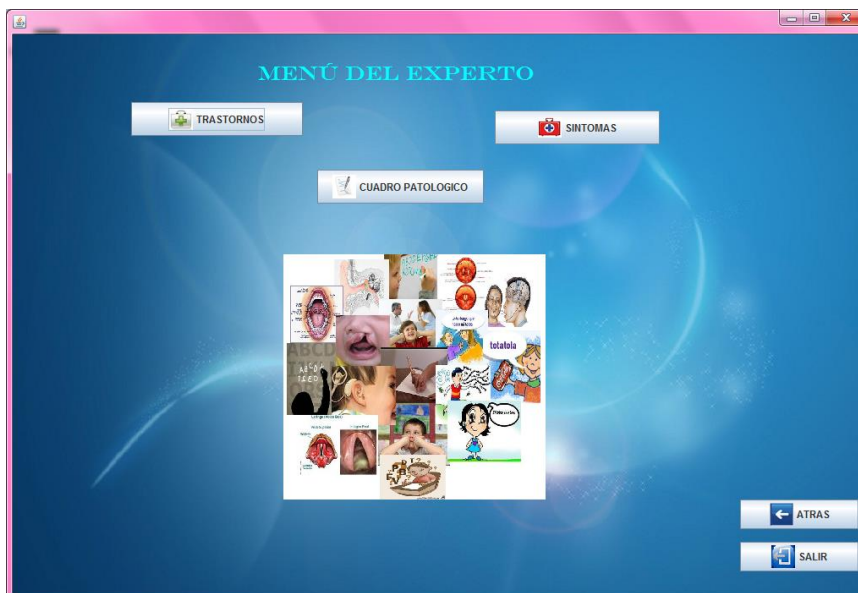 MENÚ DEL EXPERTO
TRASTORNOS
SINTOMAS
CUADRO PATOLOGICO
totatola
ATRAS
SALIR